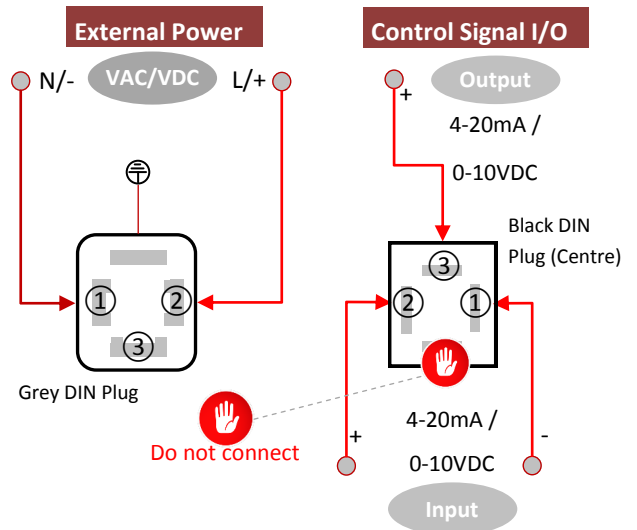 External Power
N/-
VAC/VDC
L/+
1
2
3
Grey DIN Plug
Do not connect
Control Signal I/O
+
Output
4-20mA /
0-10VDC
Black DIN
Plug (Centre)
3
2
1
+
4-20mA /
-
0-10VDC
Input